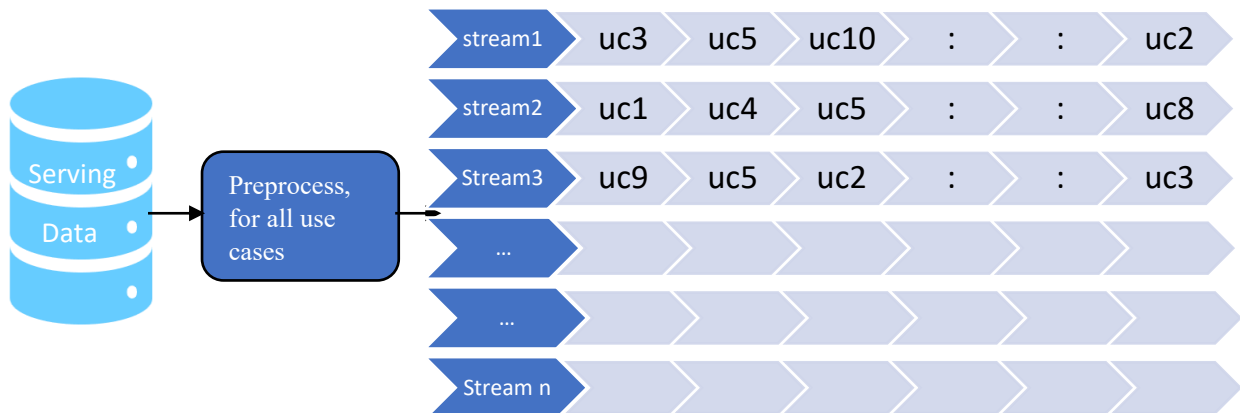 stream1 uc3 uc5 uc10 : : uc2
stream2 uc1 uc4 uc5 : : uc8
Stream3 uc9 uc5 uc2 : : uc3
...
...
Stream n
Serving
Data
Preprocess,
for all use
cases